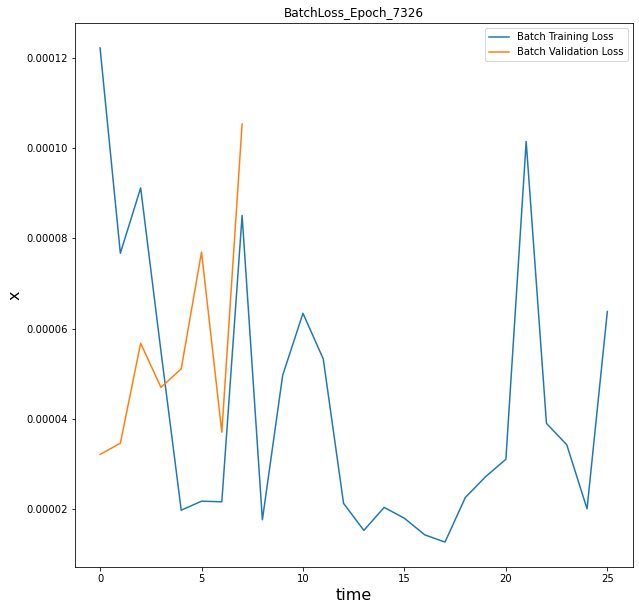 BatchLoss_Epoch_7326
Batch Training Loss
Batch Validation Loss
0.00012
0.00010
0.00008
0.00006
0.00004
0.00002
x
0 5 10 15 20 25
time